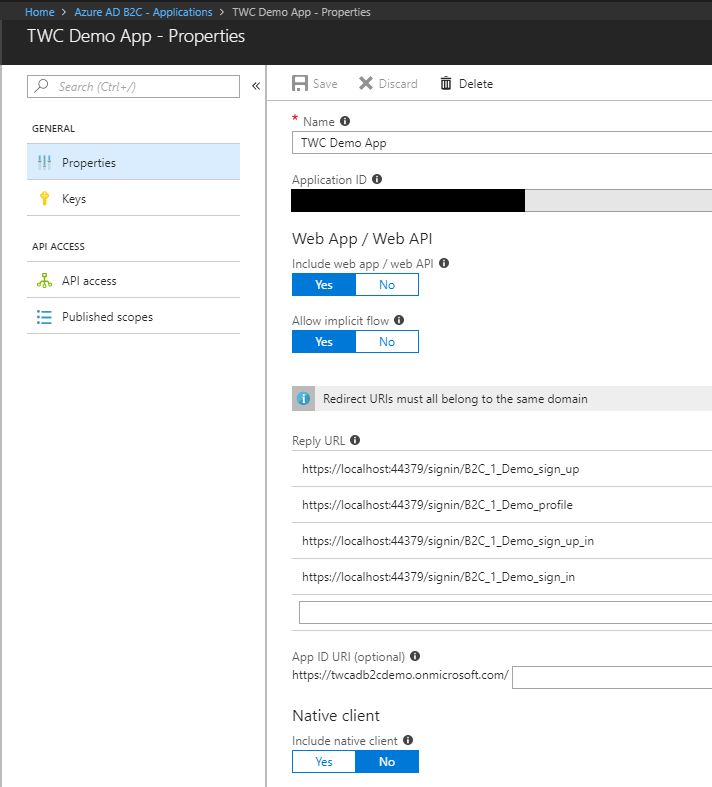 Home > Azure AD B2C - Applications > TWC Demo App - Properties
TWC Demo App - Properties
Search (Ctrl+/)
«
GENERAL
Properties
Keys
API ACCESS
API access
Published scopes
Save Discard Delete
* Name
TWC Demo App
Application ID
Web App / Web API
Include web app / web API
Yes No
Allow implicit flow
Yes No
Redirect URIs must all belong to the same domain
Reply URL
https://localhost:44379/signin/B2C_1_Demo_sign_up
https://localhost:44379/signin/B2C_1_Demo_profile
https://localhost:44379/signin/B2C_1_Demo_sign_up_in
https://localhost:44379/signin/B2C_1_Demo_sign_in
App ID URI (optional)
https://twcadb2cdemo.onmicrosoft.com/
Native client
Include native client
Yes No